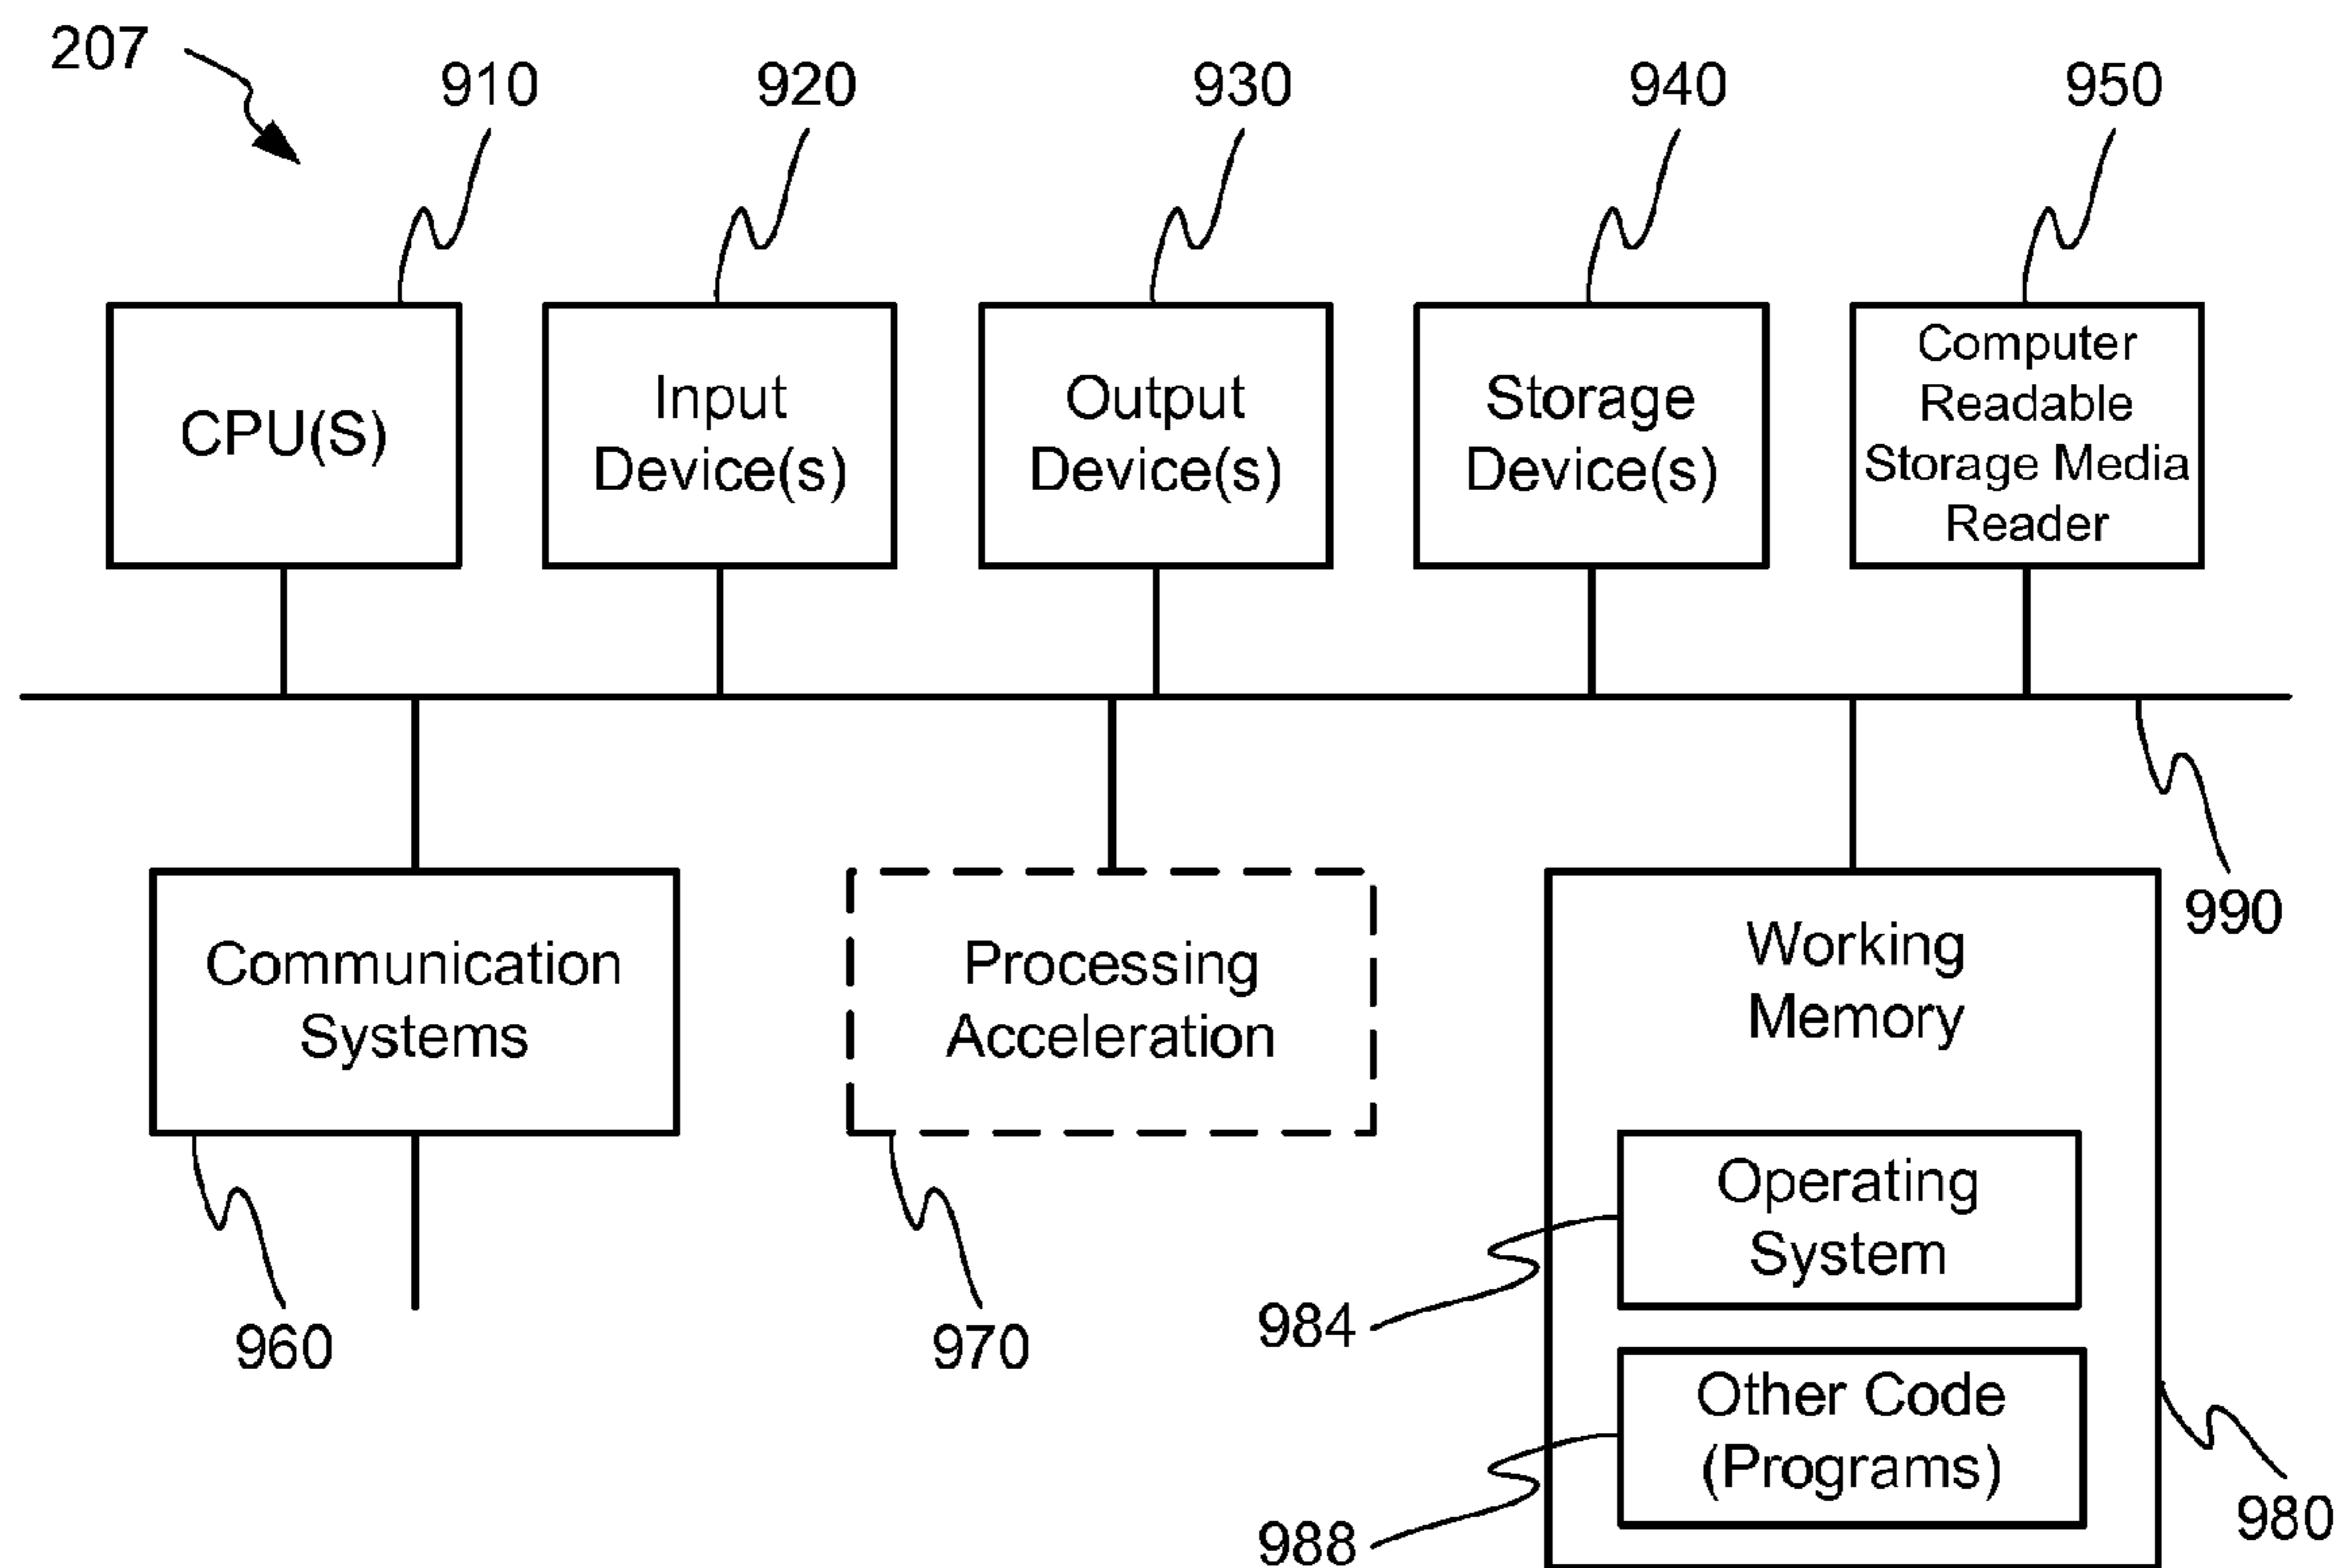 207
910
920
930
940
950
CPU(S)
Input
Device(s)
Output
Device(s)
Storage
Device(s)
Computer
Readable
Storage Media
Reader
990
Communication
Systems
Processing
Acceleration
Working
Memory
Operating
System
Other Code
(Programs)
960
970
984
988
980